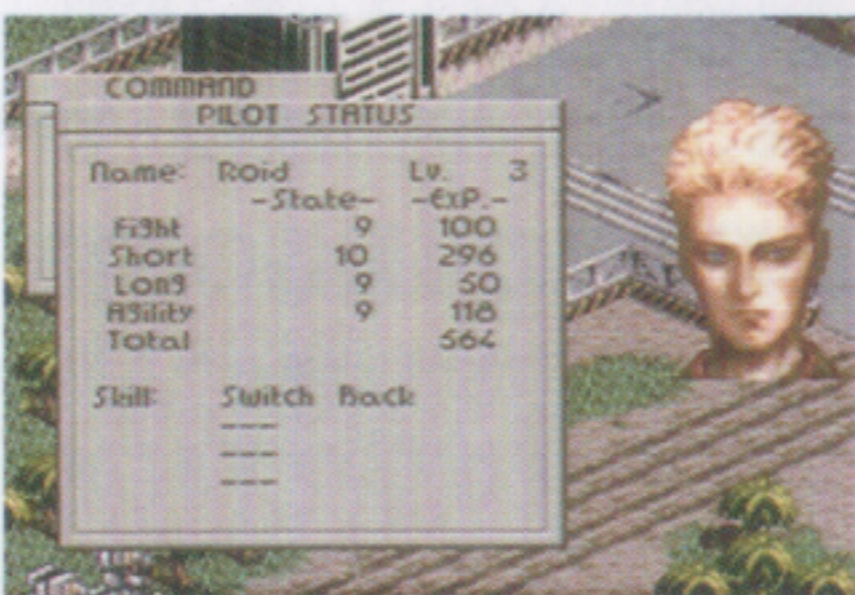 COMMAND
PILOT STATUS
Name: Roid Lv. 3
-State- -Exp.-
Fight 9 100
Short 10 296
Long 9 50
Agility 9 118
Total 564
Skill: Switch Back
---
---
---